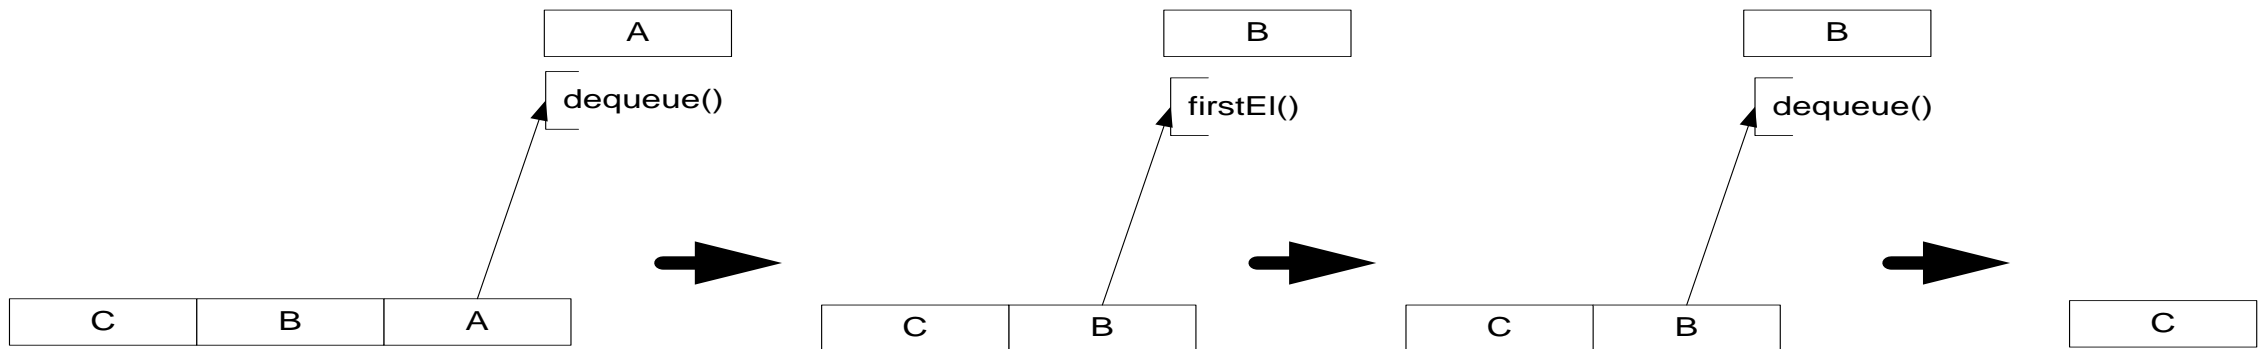 A
B
B
dequeue()
firstEl()
dequeue()
C B A
C B
C B
C